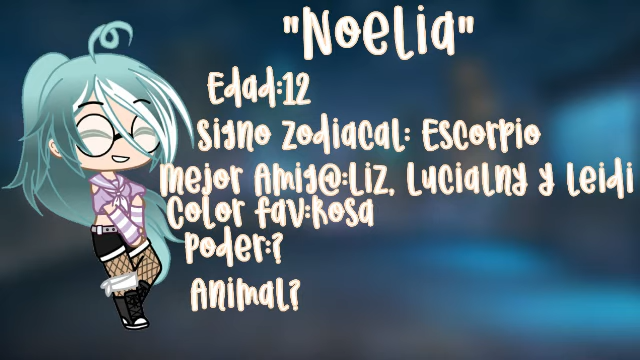 "Noelia"
Edad:12
Signo Zodiacal: Escorpio
Mejor Amig@:Liz, Lucialny y Leidi
Color fav:Rosa
Poder:?
Animal?